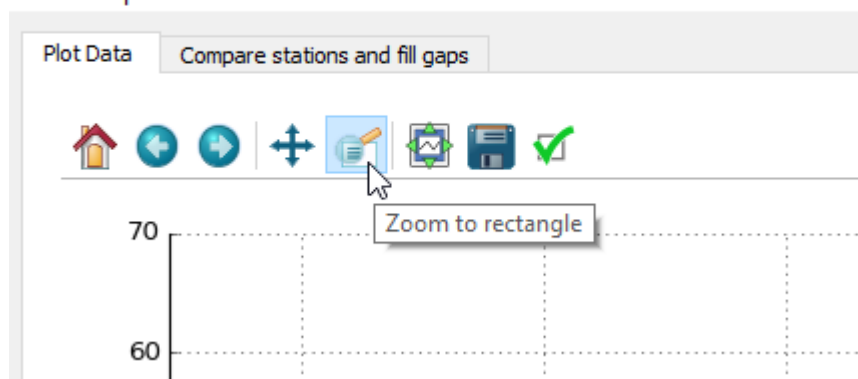 Plot Data
Compare stations and fill gaps
Zoom to rectangle
70
60